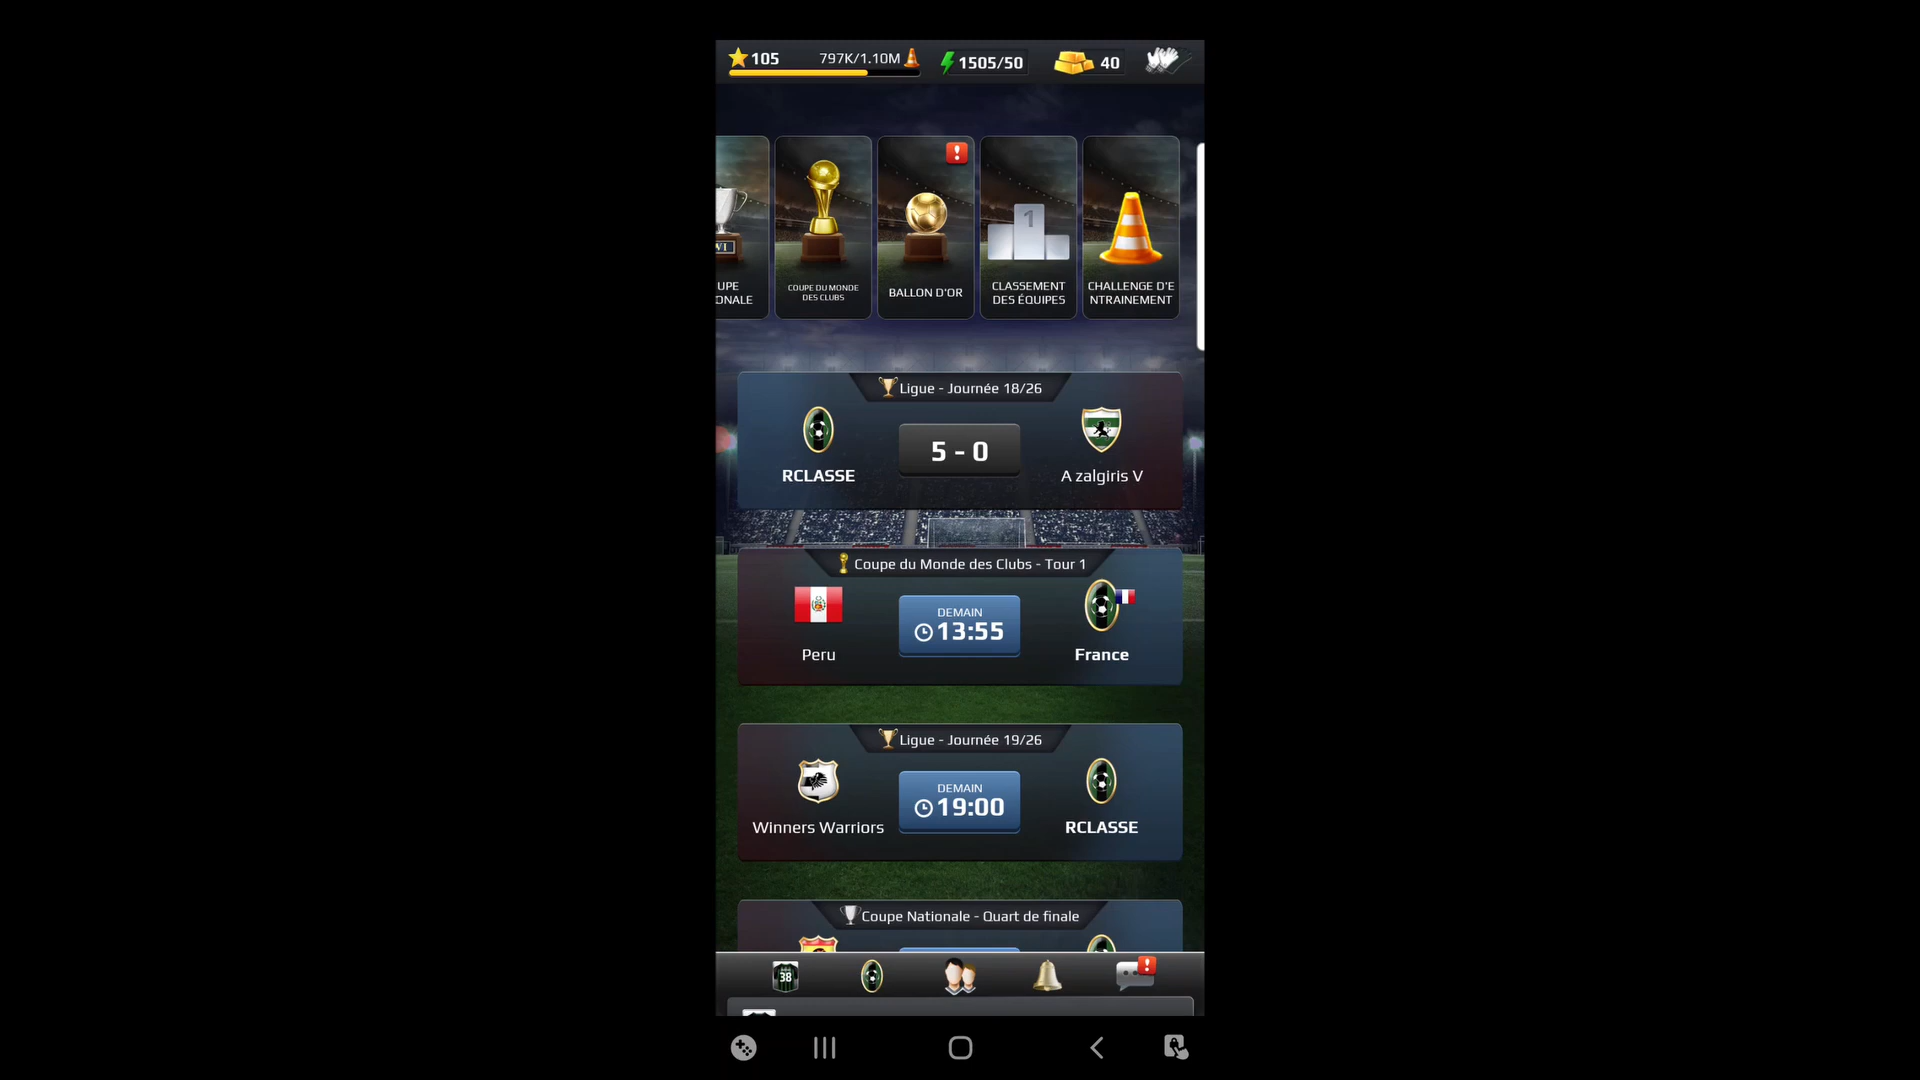 105
797K/1.10M
1505/50
40
UPE
ONALE
COUPE DU MONDE
DES CLUBS
BALLON D'OR
1
CLASSEMENT
DES ÉQUIPES
CHALLENGE D'E
NTRAINEMENT
Ligue - Journée 18/26
RCLASSE
5 - 0
A zalgiris V
Coupe du Monde des Clubs - Tour 1
DEMAIN
13:55
Peru
France
Ligue - Journée 19/26
DEMAIN
19:00
Winners Warriors
RCLASSE
Coupe Nationale - Quart de finale
38